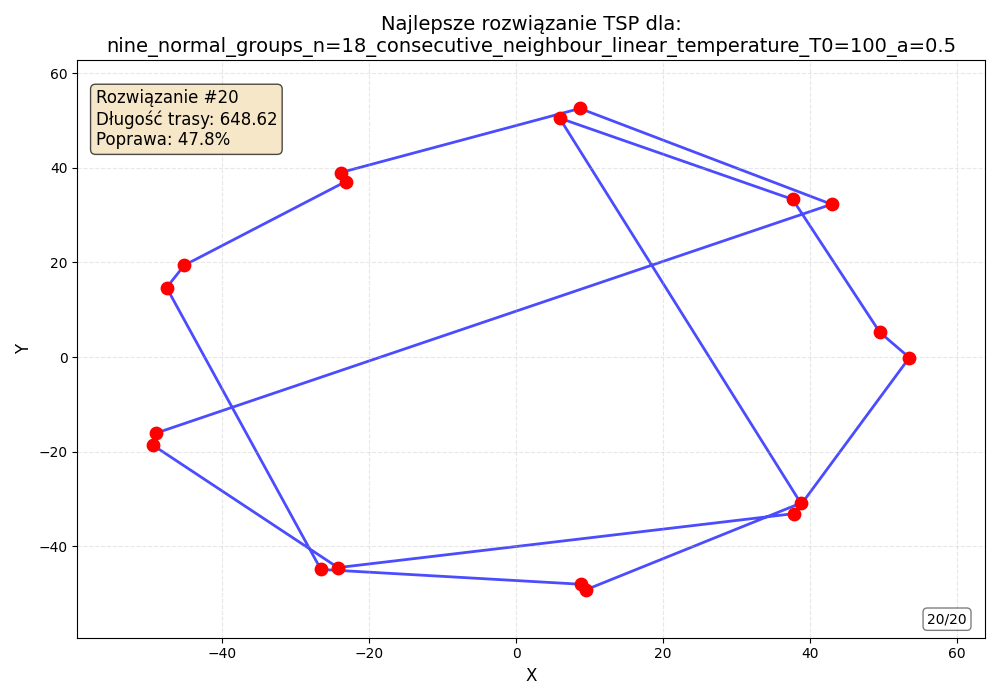 Najlepsze rozwiązanie TSP dla:
nine_normal_groups_n=18_consecutive_neighbour_linear_temperature_T0=100_a=0.5
Rozwiązanie #20
Długość trasy: 648.62
Poprawa: 47.8%
60
40
20
0
−20
−40
Y
20/20
−40
−20
0
20
40
60
X